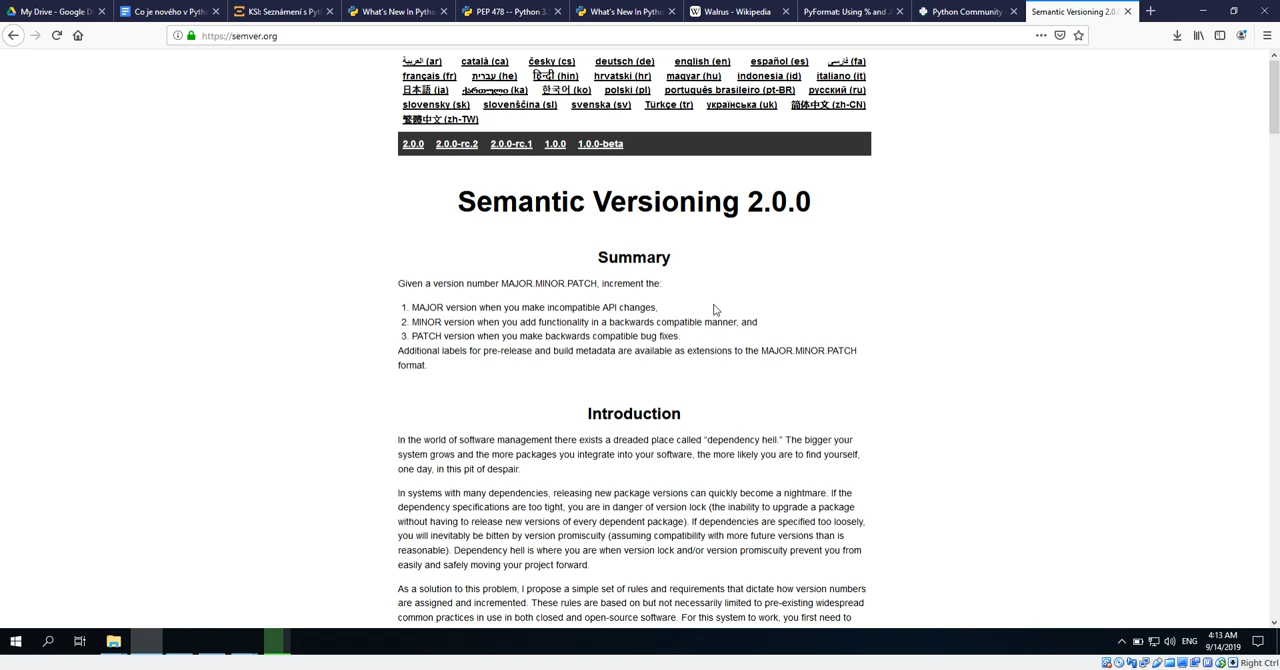 My Drive - Google D
Co je nového v Pytho
KSI: Seznámení s Pyt
What's New In Pytho
PEP 478 -- Python 3.
What's New In Pytho
Walrus - Wikipedia
PyFormat: Using % and .
Python Community
Semantic Versioning 2.0.
https://semver.org
العربية (ar) català (ca) česky (cs) deutsch (de) english (en) español (es) فارسی (fa)
français (fr) עברית (he) हिन्दी (hin) hrvatski (hr) magyar (hu) indonesia (id) italiano (it)
日本語 (ja) ქართული (ka) 한국어 (ko) polski (pl) português brasileiro (pt-BR) русский (ru)
slovensky (sk) slovenščina (sl) svenska (sv) Türkçe (tr) українська (uk) 简体中文 (zh-CN)
繁體中文 (zh-TW)
2.0.0 2.0.0-rc.2 2.0.0-rc.1 1.0.0 1.0.0-beta
Semantic Versioning 2.0.0
Summary
Given a version number MAJOR.MINOR.PATCH, increment the:
1. MAJOR version when you make incompatible API changes,
2. MINOR version when you add functionality in a backwards compatible manner, and
3. PATCH version when you make backwards compatible bug fixes.
Additional labels for pre-release and build metadata are available as extensions to the MAJOR.MINOR.PATCH
format.
Introduction
In the world of software management there exists a dreaded place called “dependency hell.” The bigger your
system grows and the more packages you integrate into your software, the more likely you are to find yourself,
one day, in this pit of despair.
In systems with many dependencies, releasing new package versions can quickly become a nightmare. If the
dependency specifications are too tight, you are in danger of version lock (the inability to upgrade a package
without having to release new versions of every dependent package). If dependencies are specified too loosely,
you will inevitably be bitten by version promiscuity (assuming compatibility with more future versions than is
reasonable). Dependency hell is where you are when version lock and/or version promiscuity prevent you from
easily and safely moving your project forward.
As a solution to this problem, I propose a simple set of rules and requirements that dictate how version numbers
are assigned and incremented. These rules are based on but not necessarily limited to pre-existing widespread
common practices in use in both closed and open-source software. For this system to work, you first need to
ENG
4:13 AM
9/14/2019
Right Ctrl